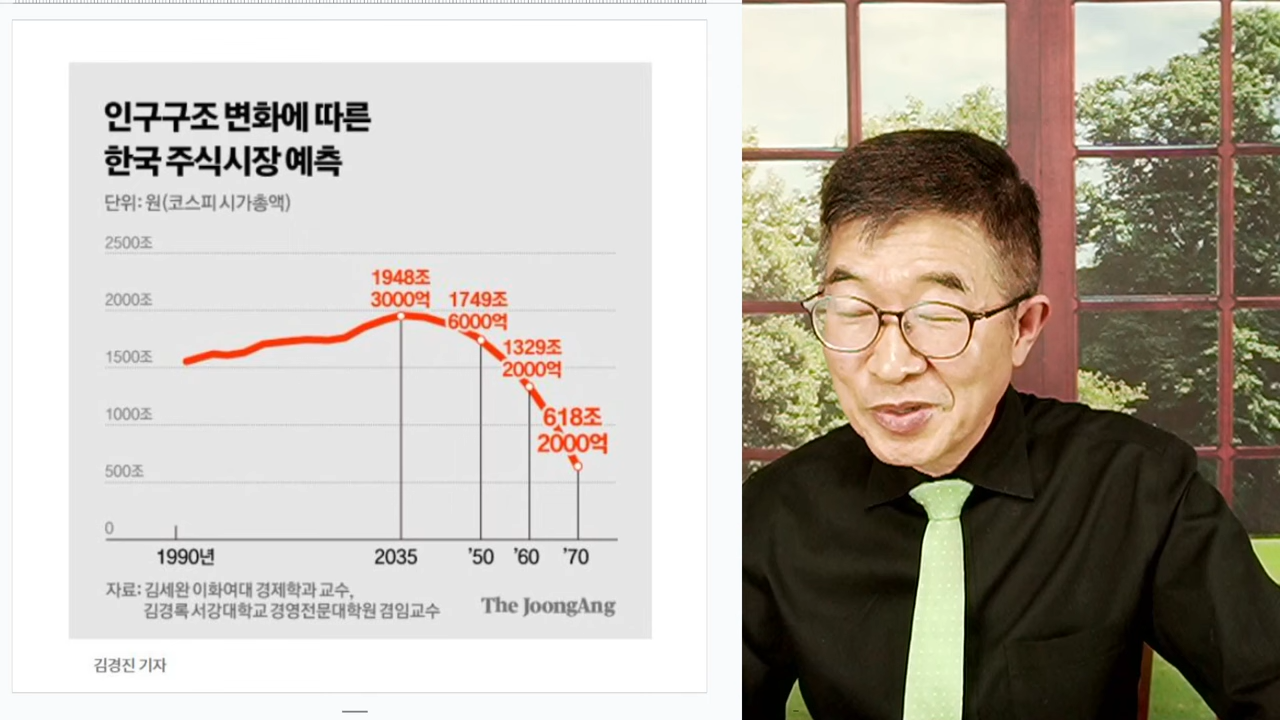 인구구조 변화에 따른
한국 주식시장 예측
단위: 원(코스피 시가총액)
2500조
2000조
1500조
1000조
500조
0
1948조
3000억
1749조
6000억
1329조
2000억
618조
2000억
1990년 2035 ’50 ’60 ’70
자료: 김세완 이화여대 경제학과 교수,
김경록 서강대학교 경영전문대학원 겸임교수
The JoongAng
김경진 기자